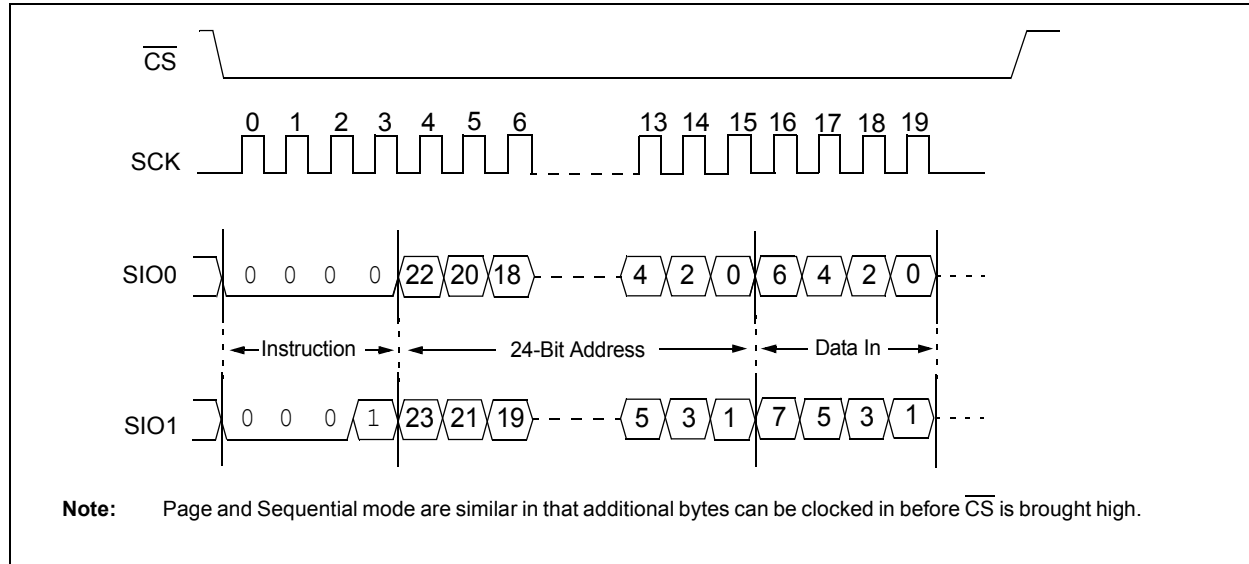 CS
0 1 2 3 4 5 6 13 14 15 16 17 18 19
SCK
SIO0 0 0 0 0 22 20 18 4 2 0 6 4 2 0
Instruction 24-Bit Address Data In
SIO1 0 0 0 1 23 21 19 5 3 1 7 5 3 1
Note: Page and Sequential mode are similar in that additional bytes can be clocked in before CS is brought high.